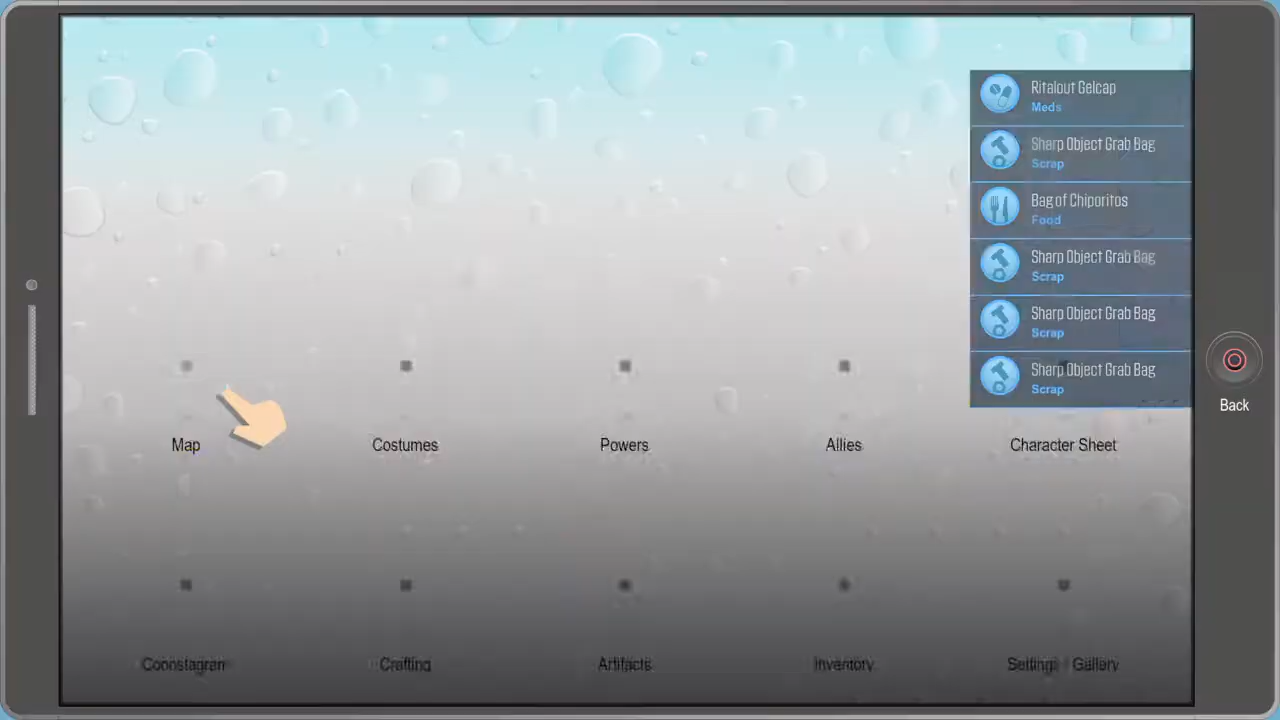 Ritalout Gelcap
Meds
Sharp Object Grab Bag
Scrap
Bag of Chiporitos
Food
Sharp Object Grab Bag
Scrap
Sharp Object Grab Bag
Scrap
Sharp Object Grab Bag
Scrap
Back
Map
Costumes
Powers
Allies
Character Sheet
Coonstagram
Crafting
Artifacts
Inventory
Settings / Gallery